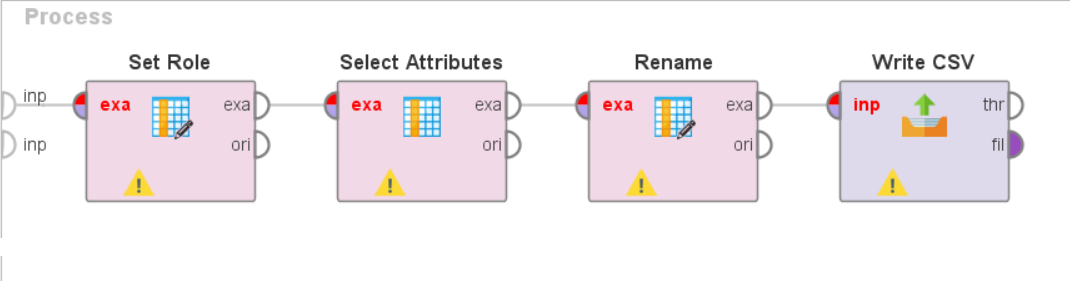 Process
Set Role Select Attributes Rename Write CSV
inp exa exa exa exa exa exa inp thr
inp ori ori ori fil